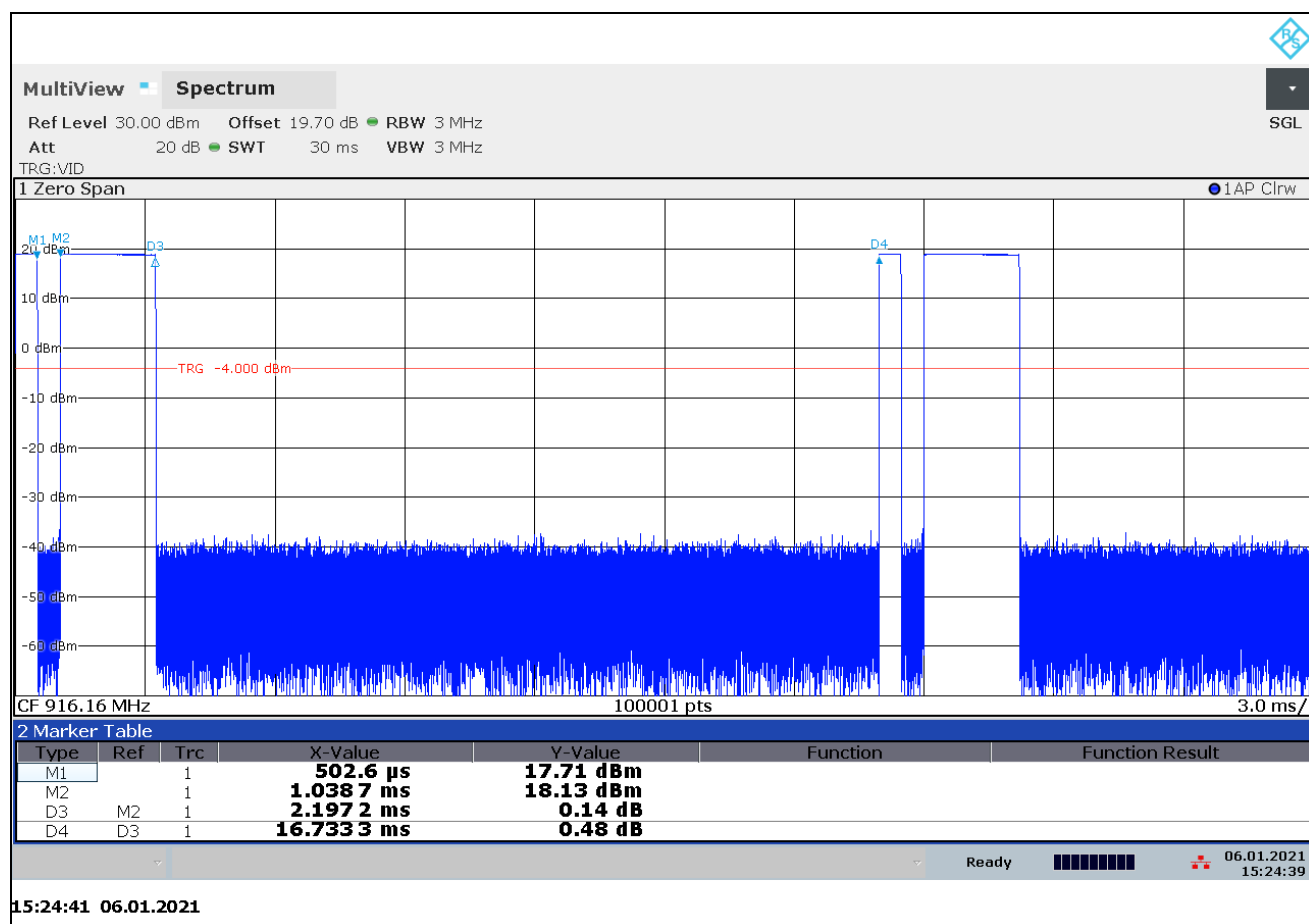 R&S
MultiView Spectrum
Ref Level 30.00 dBm Offset 19.70 dB RBW 3 MHz SGL
Att 20 dB SWT 30 ms VBW 3 MHz
TRG:VID
1 Zero Span 1AP Clrw
M1 M2 D3 D4
20 dBm
10 dBm
0 dBm
TRG -4.000 dBm
-10 dBm
-20 dBm
-30 dBm
-40 dBm
-50 dBm
-60 dBm
CF 916.16 MHz 100001 pts 3.0 ms/
2 Marker Table
Type Ref Trc X-Value Y-Value Function Function Result
M1 1 502.6 µs 17.71 dBm
M2 1 1.0387 ms 18.13 dBm
D3 M2 1 2.1972 ms 0.14 dB
D4 D3 1 16.7333 ms 0.48 dB
Ready 06.01.2021
15:24:39
15:24:41 06.01.2021